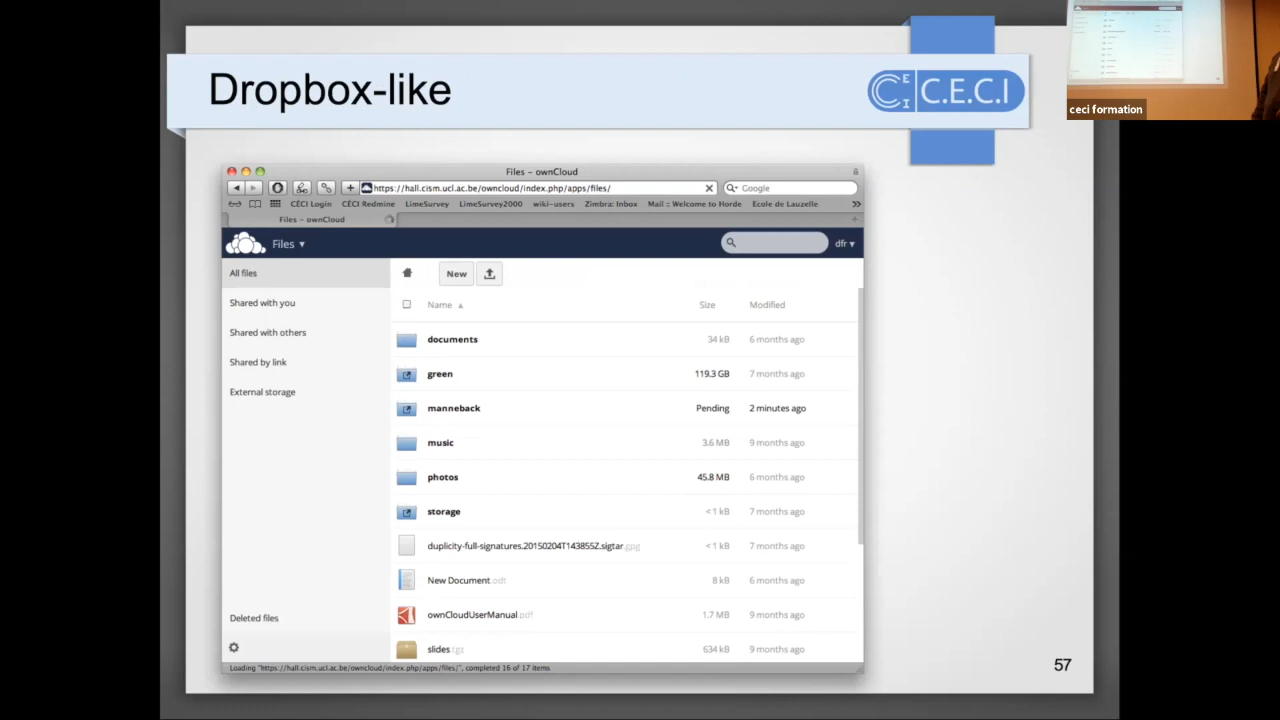 Dropbox-like
C E C I
C.E.C.I
ceci formation
Files – ownCloud
https://hall.cism.ucl.ac.be/owncloud/index.php/apps/files/
Google
CÉCI Login CÉCI Redmine LimeSurvey LimeSurvey2000 wiki-users Zimbra: Inbox Mail :: Welcome to Horde Ecole de Lauzelle
Files – ownCloud
Files
dfr
All files
Shared with you
Shared with others
Shared by link
External storage
Deleted files
New
Name Size Modified
documents 34 kB 6 months ago
green 119.3 GB 7 months ago
manneback Pending 2 minutes ago
music 3.6 MB 9 months ago
photos 45.8 MB 6 months ago
storage < 1 kB 7 months ago
duplicity-full-signatures.20150204T143855Z.sigtar.gpg < 1 kB 7 months ago
New Document.odt 8 kB 6 months ago
ownCloudUserManual.pdf 1.7 MB 9 months ago
slides.tgz 634 kB 9 months ago
Loading "https://hall.cism.ucl.ac.be/owncloud/index.php/apps/files/", completed 16 of 17 items
57